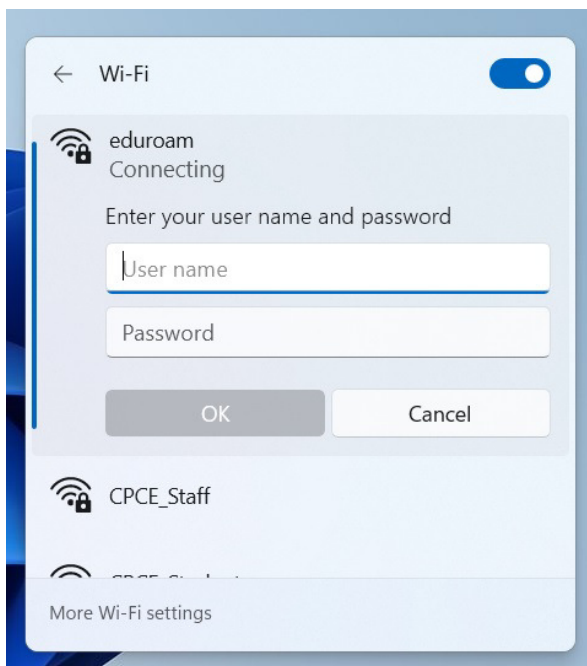 Wi-Fi
eduroam
Connecting
Enter your user name and password
User name
Password
OK Cancel
CPCE_Staff
More Wi-Fi settings